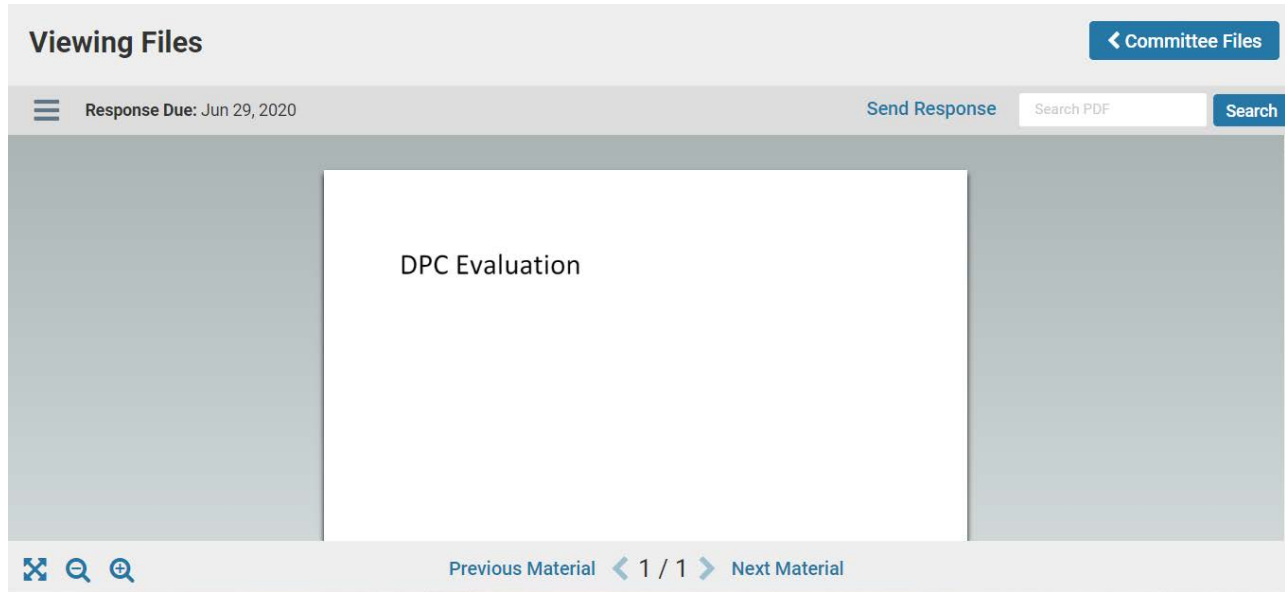 Viewing Files
Committee Files
Response Due: Jun 29, 2020
Send Response
Search PDF
Search
DPC Evaluation
Previous Material 1 / 1 Next Material